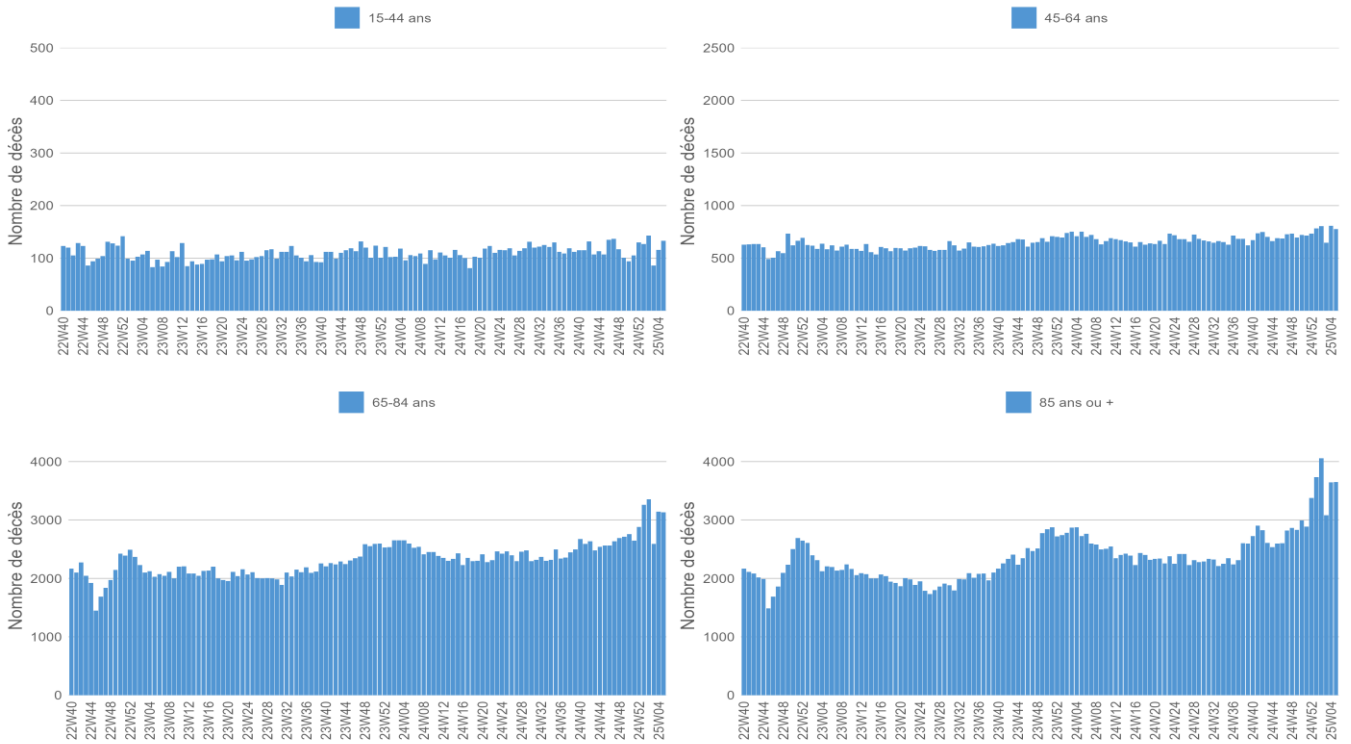 15-44 ans
Nombre de décès
500
400
300
200
100
0
22W40 22W44 22W48 22W52 23W04 23W08 23W12 23W16 23W20 23W24 23W28 23W32 23W36 23W40 23W44 23W48 23W52 24W04 24W08 24W12 24W16 24W20 24W24 24W28 24W32 24W36 24W40 24W44 24W48 24W52 25W04
45-64 ans
Nombre de décès
2500
2000
1500
1000
500
0
22W40 22W44 22W48 22W52 23W04 23W08 23W12 23W16 23W20 23W24 23W28 23W32 23W36 23W40 23W44 23W48 23W52 24W04 24W08 24W12 24W16 24W20 24W24 24W28 24W32 24W36 24W40 24W44 24W48 24W52 25W04
65-84 ans
Nombre de décès
4000
3000
2000
1000
0
22W40 22W44 22W48 22W52 23W04 23W08 23W12 23W16 23W20 23W24 23W28 23W32 23W36 23W40 23W44 23W48 23W52 24W04 24W08 24W12 24W16 24W20 24W24 24W28 24W32 24W36 24W40 24W44 24W48 24W52 25W04
85 ans ou +
Nombre de décès
4000
3000
2000
1000
0
22W40 22W44 22W48 22W52 23W04 23W08 23W12 23W16 23W20 23W24 23W28 23W32 23W36 23W40 23W44 23W48 23W52 24W04 24W08 24W12 24W16 24W20 24W24 24W28 24W32 24W36 24W40 24W44 24W48 24W52 25W04